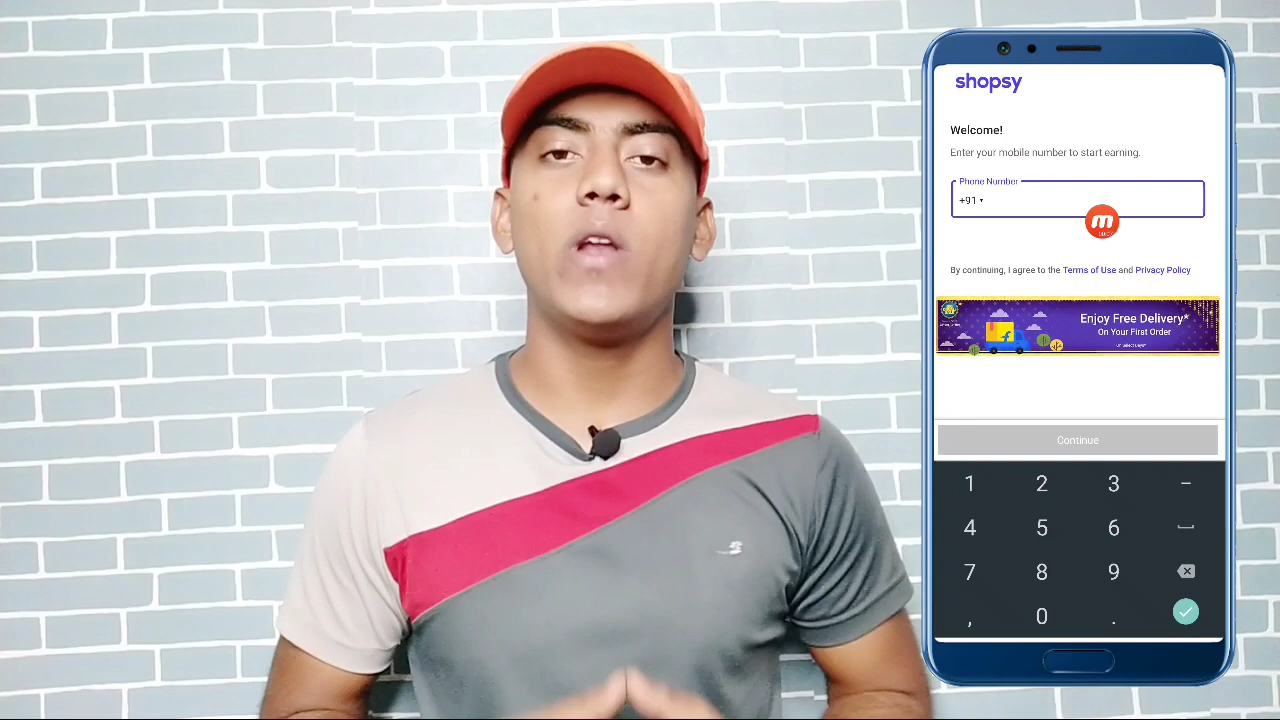 shopsy
Welcome!
Enter your mobile number to start earning.
Phone Number
+91
m
By continuing, I agree to the Terms of Use and Privacy Policy
Enjoy Free Delivery*
On Your First Order
Continue
1 2 3 –
4 5 6
7 8 9
, 0 .